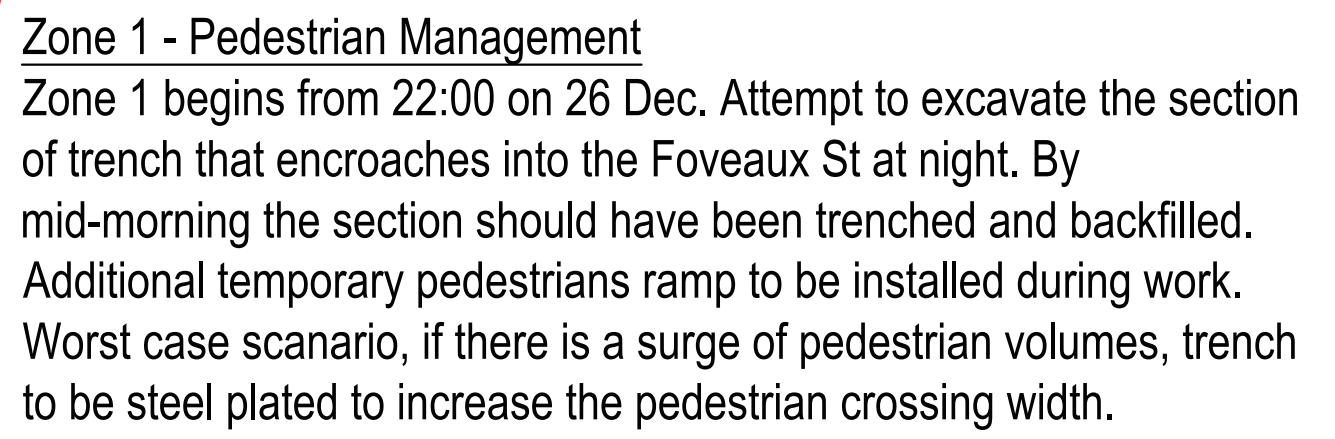 Zone 1 - Pedestrian Management
Zone 1 begins from 22:00 on 26 Dec. Attempt to excavate the section
of trench that encroaches into the Foveaux St at night. By
mid-morning the section should have been trenched and backfilled.
Additional temporary pedestrians ramp to be installed during work.
Worst case scanario, if there is a surge of pedestrian volumes, trench
to be steel plated to increase the pedestrian crossing width.